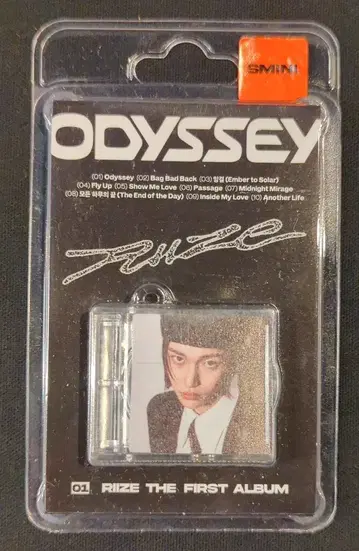 SMiNi
ODYSSEY
(01) Odyssey (02) Bag Bad Back (03) 잉걸 (Ember to Solar)
(04) Fly Up (05) Show Me Love (06) Passage (07) Midnight Mirage
(08) 모든 하루의 끝 (The End of the Day) (09) Inside My Love (10) Another Life
RIIZE
01 RIIZE THE FIRST ALBUM